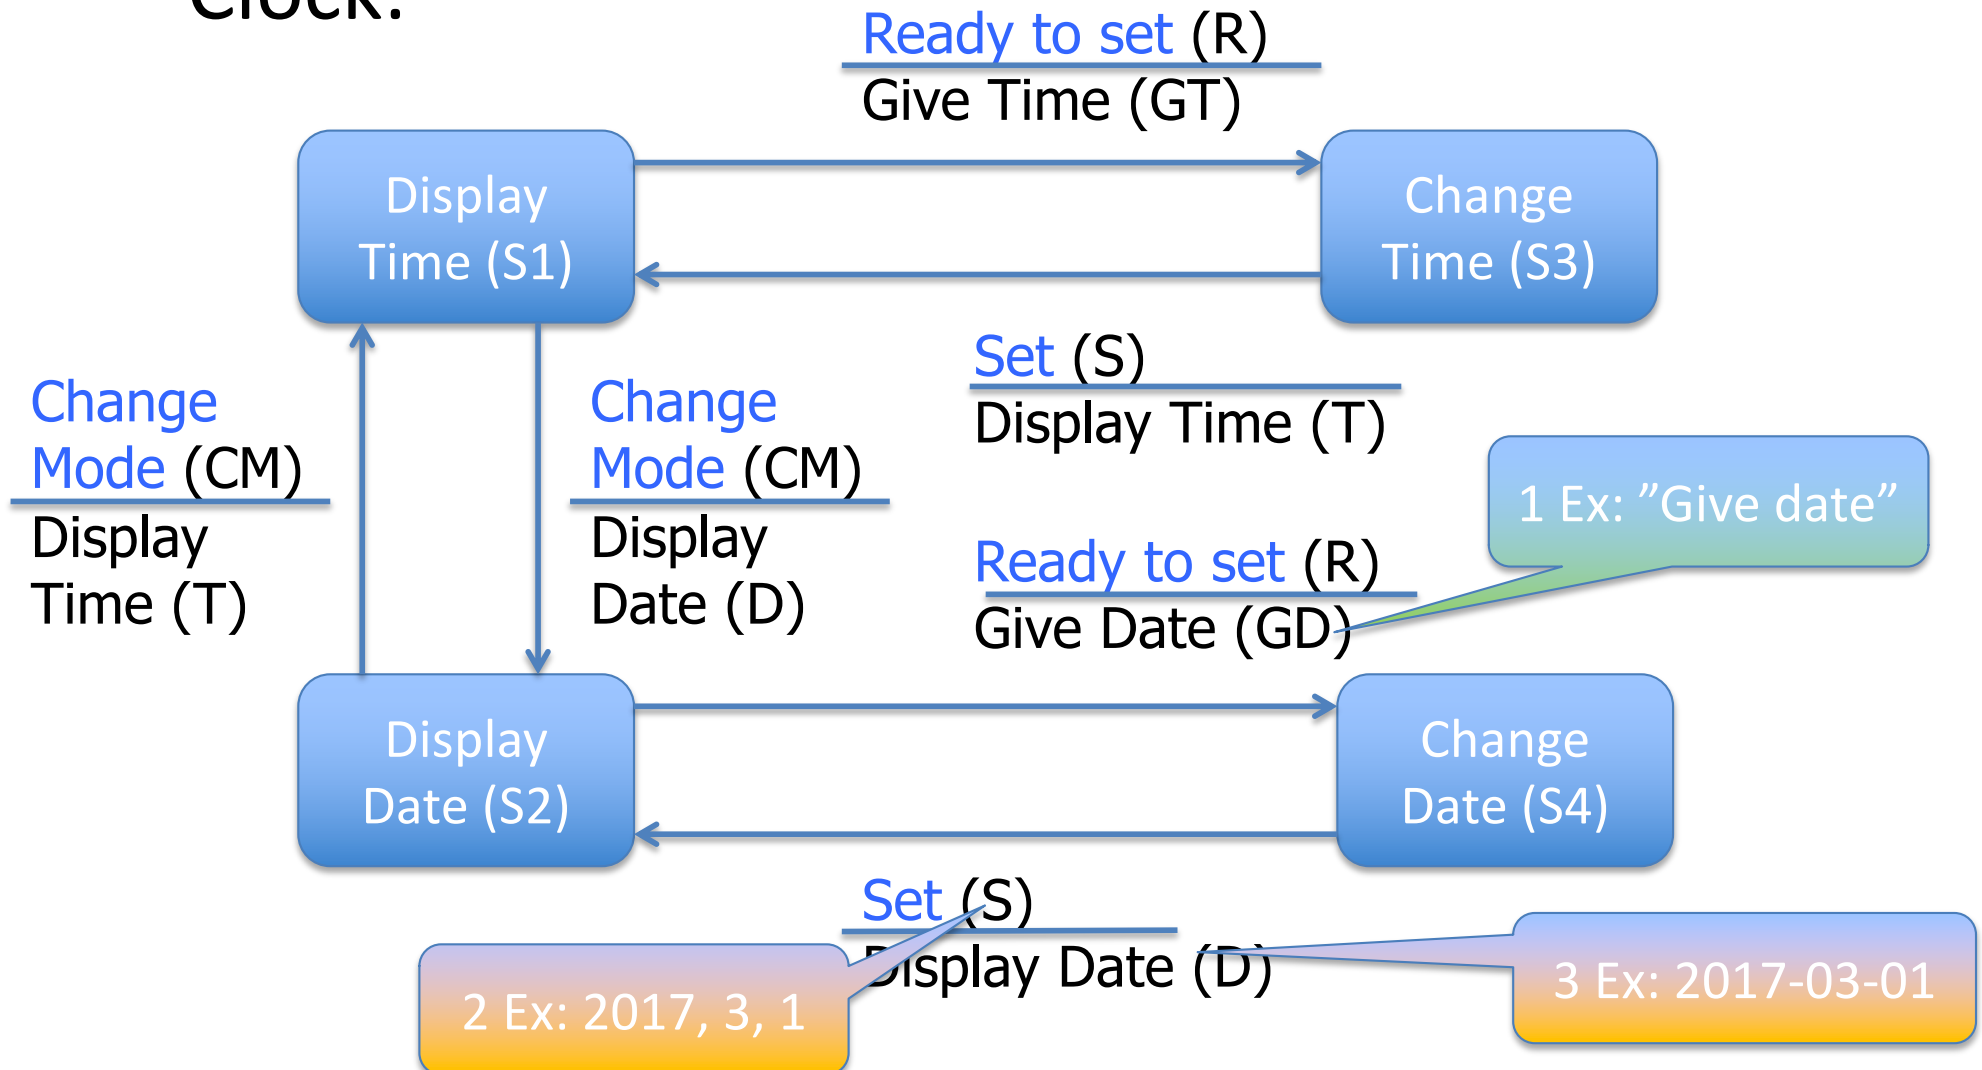 Clock:
Ready to set (R)
Give Time (GT)
Display
Time (S1)
Change
Time (S3)
Set (S)
Display Time (T)
Change
Mode (CM)
Display
Time (T)
Change
Mode (CM)
Display
Date (D)
1 Ex: ”Give date”
Ready to set (R)
Give Date (GD)
Display
Date (S2)
Change
Date (S4)
Set (S)
Display Date (D)
2 Ex: 2017, 3, 1
3 Ex: 2017-03-01